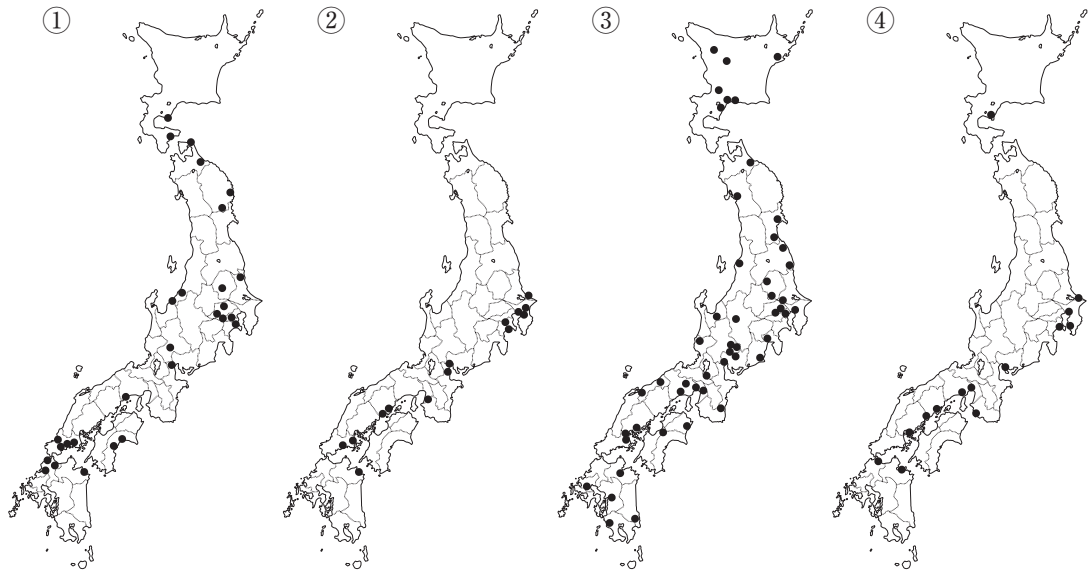 ① ② ③ ④